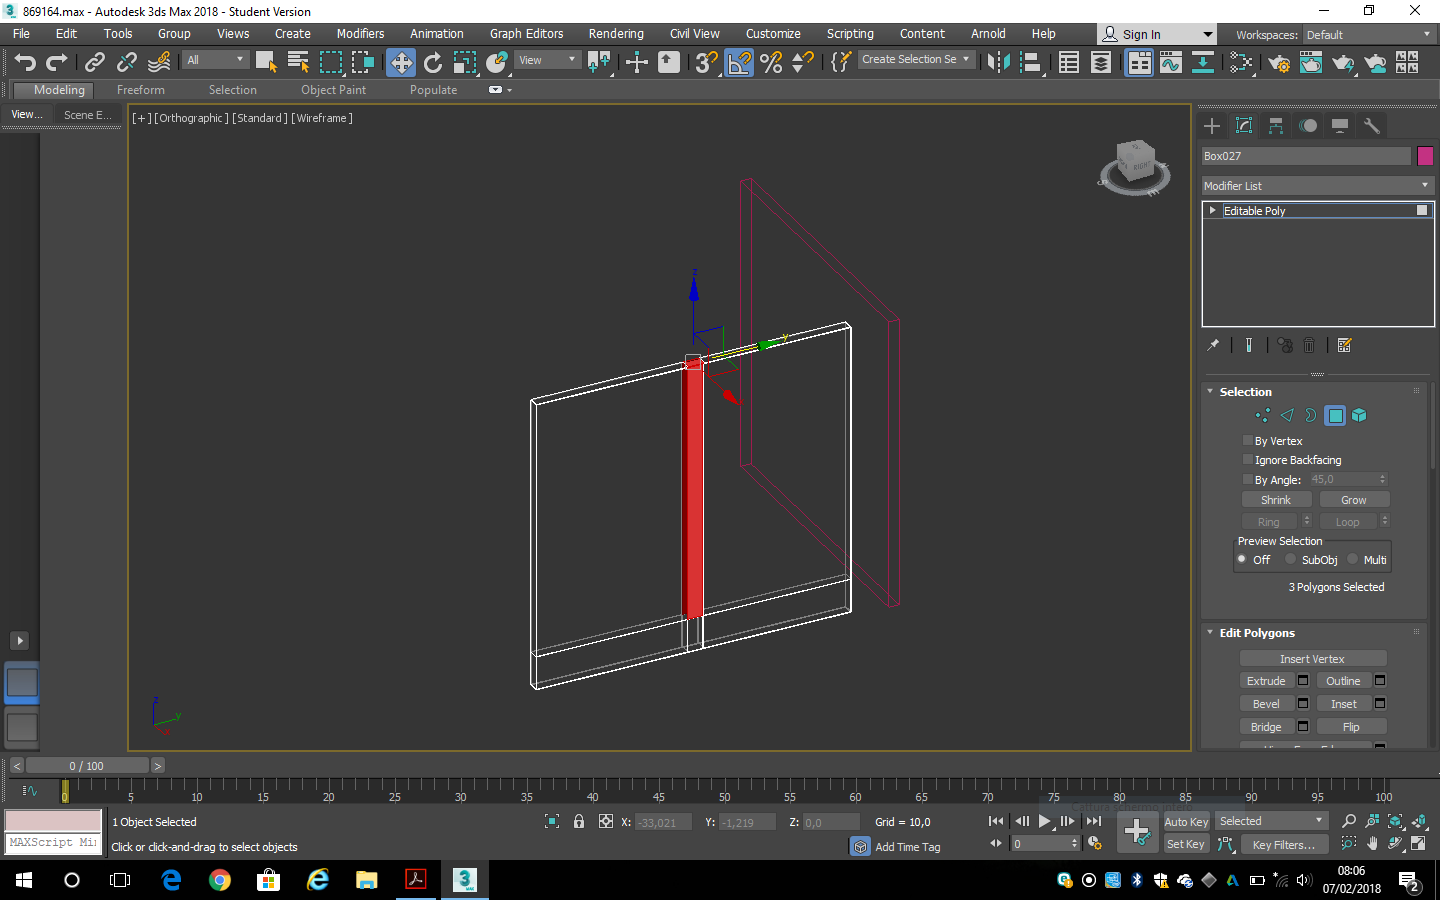 869164.max - Autodesk 3ds Max 2018 - Student Version
File Edit Tools Group Views Create Modifiers Animation Graph Editors Rendering Civil View Customize Scripting Content Arnold Help Sign In Workspaces: Default
All View 3 Create Selection Se
Modeling Freeform Selection Object Paint Populate
View... Scene E...
[+] [Orthographic] [Standard] [Wireframe]
RIGHT
Box027
Modifier List
Editable Poly
z
y
Selection
By Vertex
Ignore Backfacing
By Angle: 45,0
Shrink Grow
Ring Loop
Preview Selection
Off SubObj Multi
3 Polygons Selected
Edit Polygons
Insert Vertex
Extrude Outline
Bevel Inset
Bridge Flip
z
y
0 / 100
0 5 10 15 20 25 30 35 40 45 50 55 60 65 70 75 80 85 90 95 100
1 Object Selected X: -33,021 Y: -1,219 Z: 0,0 Grid = 10,0 Auto Key Selected
MAXScript Mi
Click or click-and-drag to select objects Add Time Tag 0 Set Key Key Filters...
08:06
07/02/2018
2